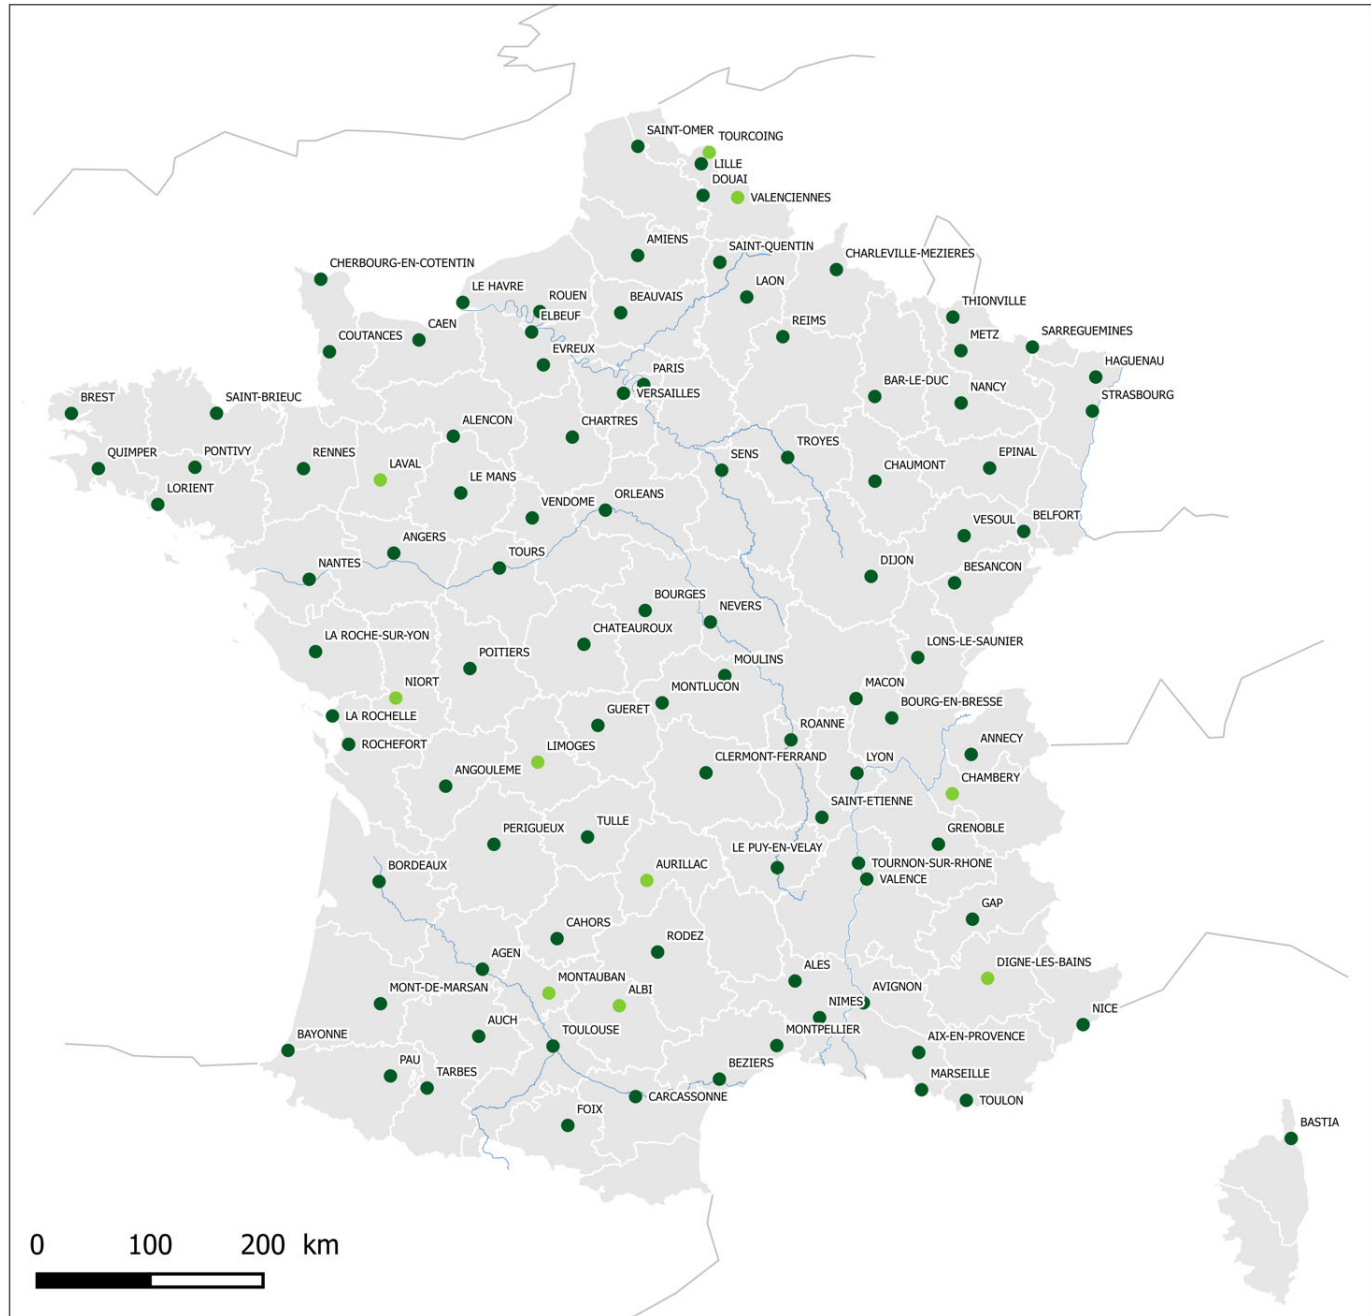 SAINT-OMER
TOURCOING
LILLE
DOUAI
VALENCIENNES
AMIENS
SAINT-QUENTIN
CHARLEVILLE-MEZIERES
CHERBOURG-EN-COTENTIN
LE HAVRE
ROUEN
BEAUVAIS
LAON
THIONVILLE
ELBEUF
CAEN
COUTANCES
REIMS
METZ
SARREGUEMINES
EVREUX
HAGUENAU
PARIS
BAR-LE-DUC
NANCY
VERSAILLES
STRASBOURG
BREST
SAINT-BRIEUC
ALENCON
CHARTRES
TROYES
SENS
EPINAL
QUIMPER
PONTIVY
RENNES
LAVAL
CHAUMONT
LE MANS
LORIENT
VENDOME
ORLEANS
VESOUL
BELFORT
ANGERS
TOURS
DIJON
NANTES
BESANCON
BOURGES
NEVERS
CHATEAUROUX
LA ROCHE-SUR-YON
LONS-LE-SAUNIER
POITIERS
MOULINS
NIORT
MONTLUCON
MACON
BOURG-EN-BRESSE
LA ROCHELLE
GUERET
ROANNE
ROCHEFORT
LIMOGES
ANNECY
CLERMONT-FERRAND
LYON
ANGOULEME
CHAMBERY
SAINT-ETIENNE
PERIGUEUX
TULLE
GRENOBLE
LE PUY-EN-VELAY
BORDEAUX
AURILLAC
TOURNON-SUR-RHONE
VALENCE
GAP
CAHORS
RODEZ
AGEN
ALES
DIGNE-LES-BAINS
MONTAUBAN
MONT-DE-MARSAN
ALBI
AVIGNON
NIMES
NICE
AUCH
TOULOUSE
MONTPELLIER
BAYONNE
AIX-EN-PROVENCE
PAU
TARBES
BEZIERS
MARSEILLE
CARCASSONNE
TOULON
FOIX
BASTIA
0 100 200 km